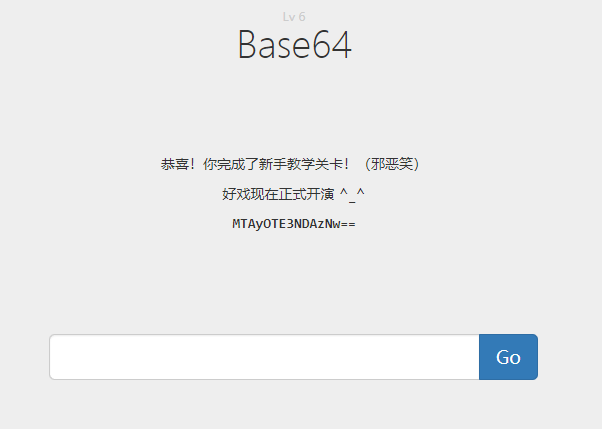 Lv 6
Base64
恭喜！你完成了新手教学关卡！（邪恶笑）
好戏现在正式开演 ^_^
MTAyOTE3NDAzNw==
Go